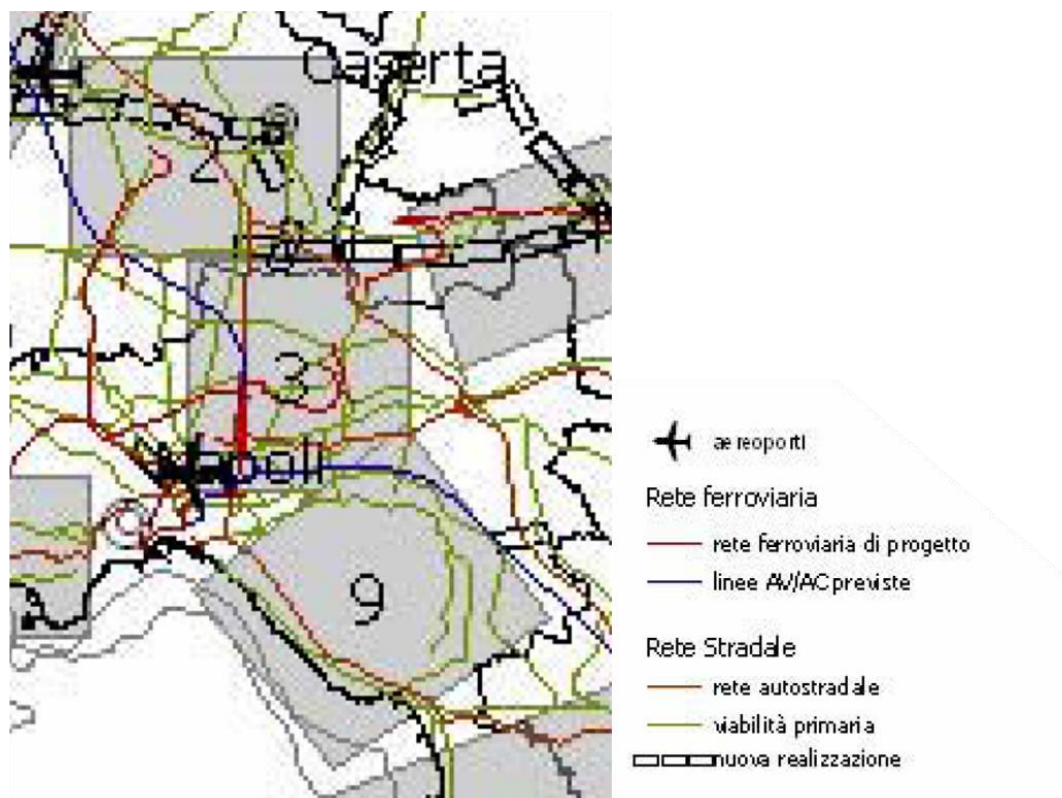 Caserta
2
3
Napoli
9
aereoporti
Rete ferroviaria
rete ferroviaria di progetto
linee AV/AC previste
Rete Stradale
rete autostradale
viabilità primaria
nuova realizzazione